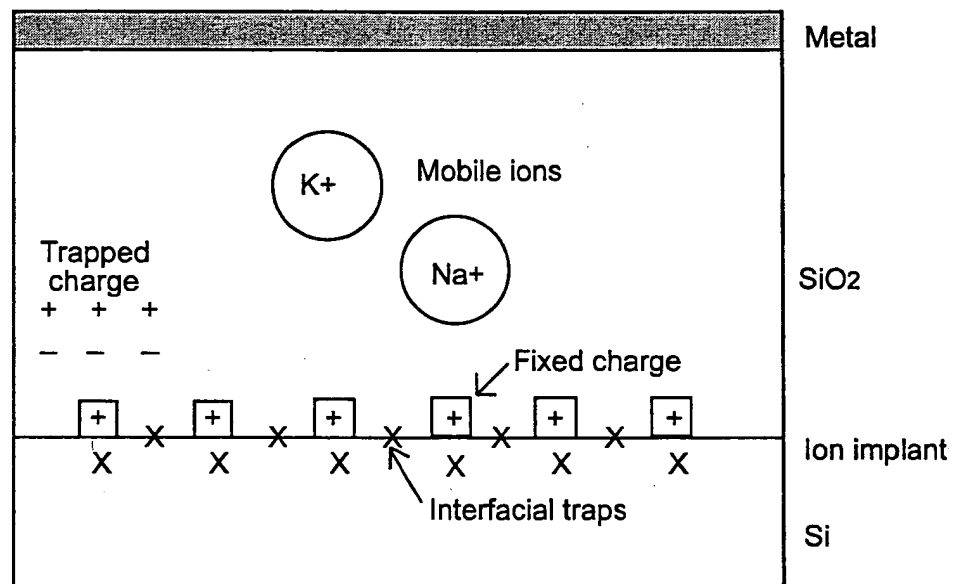 Metal
K+
Mobile ions
Na+
Trapped
charge
+ + +
– – –
SiO2
Fixed charge
+ + + + + +
X X X X X
Ion implant
X X X X X X
Interfacial traps
Si